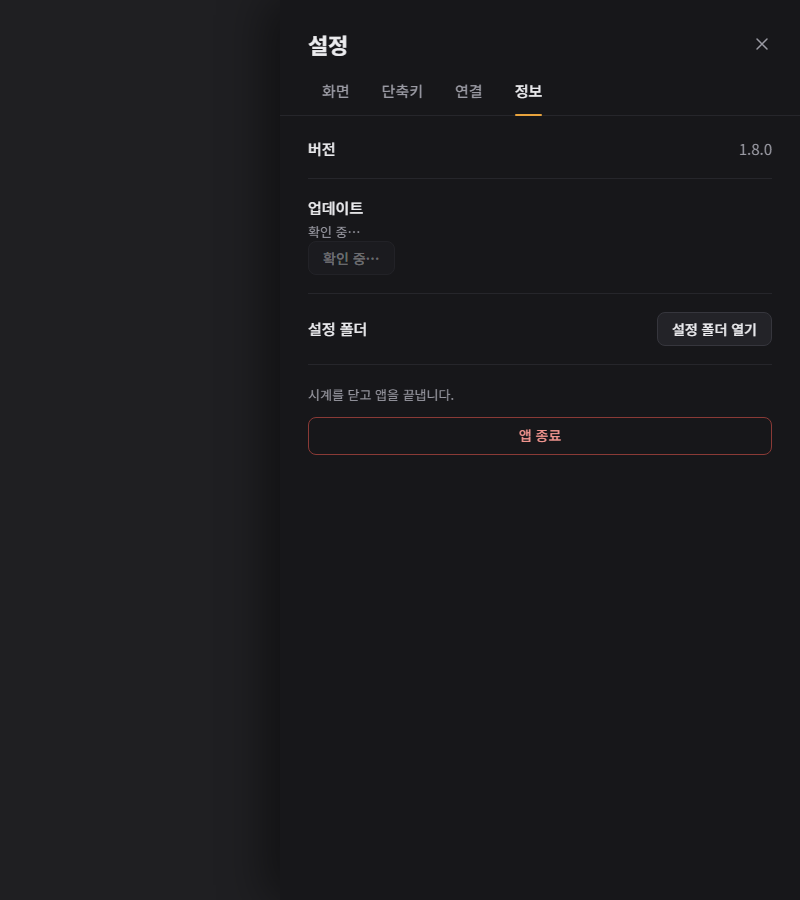 설정
화면 단축키 연결 정보
버전 1.8.0
업데이트
확인 중…
확인 중…
설정 폴더 설정 폴더 열기
시계를 닫고 앱을 끝냅니다.
앱 종료